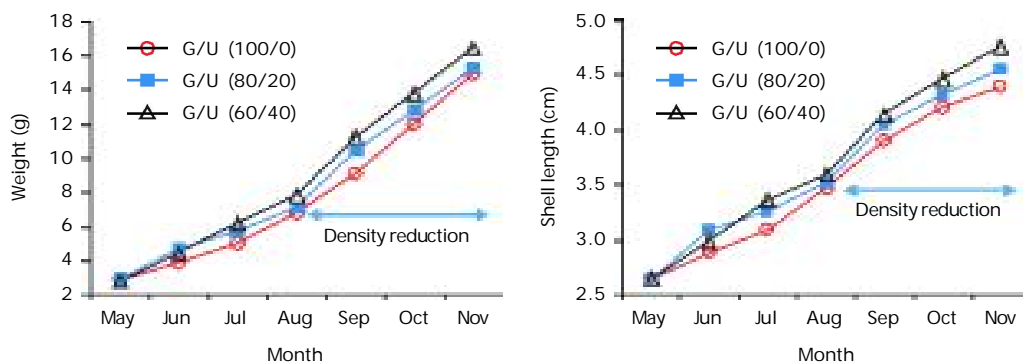 18
16
14
12
10
8
6
4
2
Weight (g)
G/U (100/0)
G/U (80/20)
G/U (60/40)
Density reduction
May Jun Jul Aug Sep Oct Nov
Month
5.0
4.5
4.0
3.5
3.0
2.5
Shell length (cm)
G/U (100/0)
G/U (80/20)
G/U (60/40)
Density reduction
May Jun Jul Aug Sep Oct Nov
Month